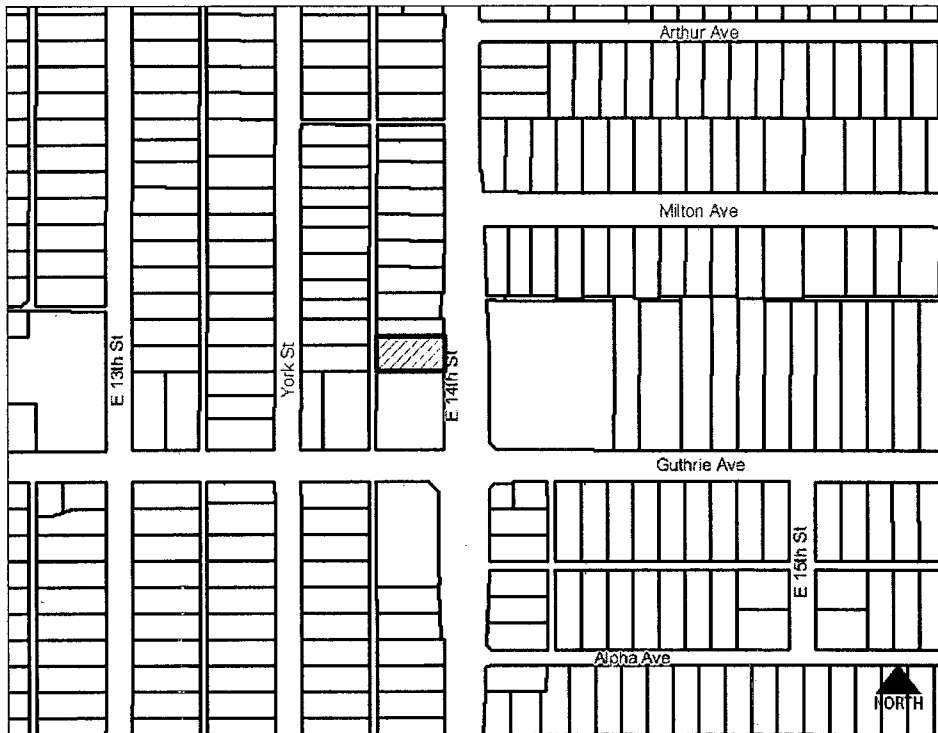 Arthur Ave
Milton Ave
E 13th St
York St
E 14th St
Guthrie Ave
E 15th St
Alpha Ave
NORTH